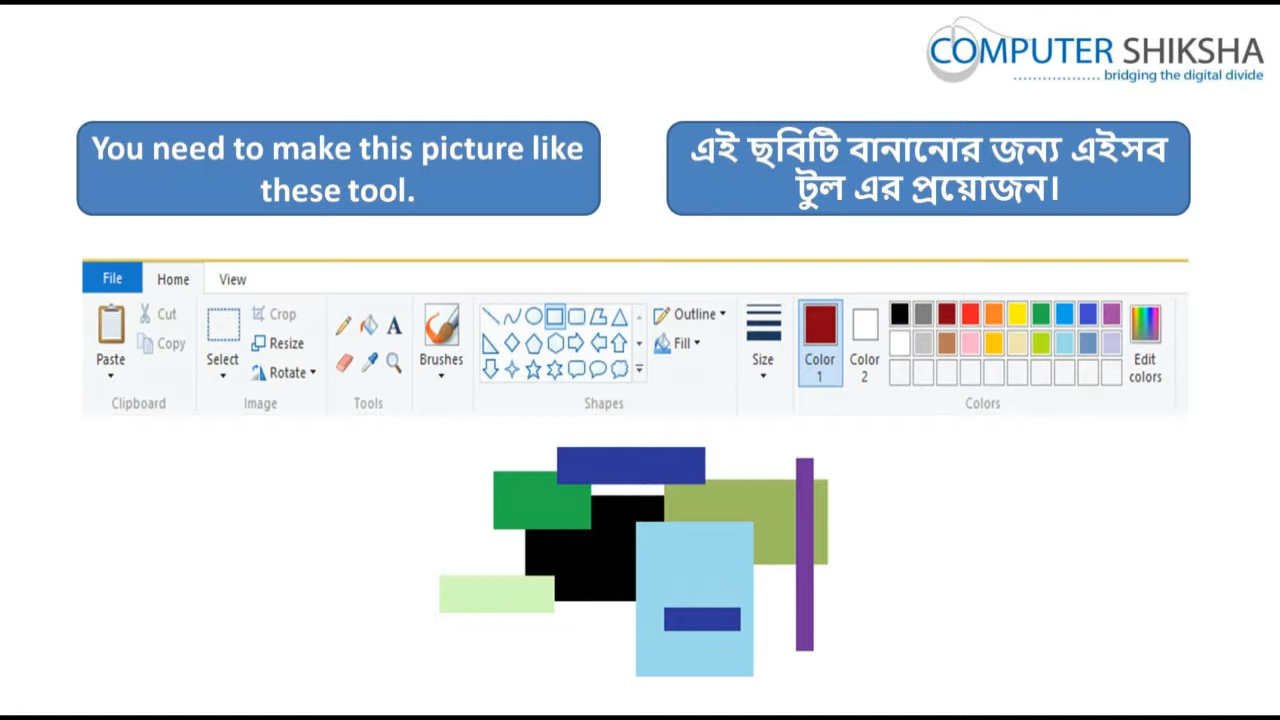 COMPUTER SHIKSHA
bridging the digital divide
You need to make this picture like
these tool.
এই ছবিটি বানানোর জন্য এইসব
টুল এর প্রয়োজন।
File Home View
Paste
Cut
Copy
Clipboard
Select
Crop
Resize
Rotate
Image
A
Tools
Brushes
Outline
Fill
Shapes
Size
Color
1
Color
2
Edit
colors
Colors